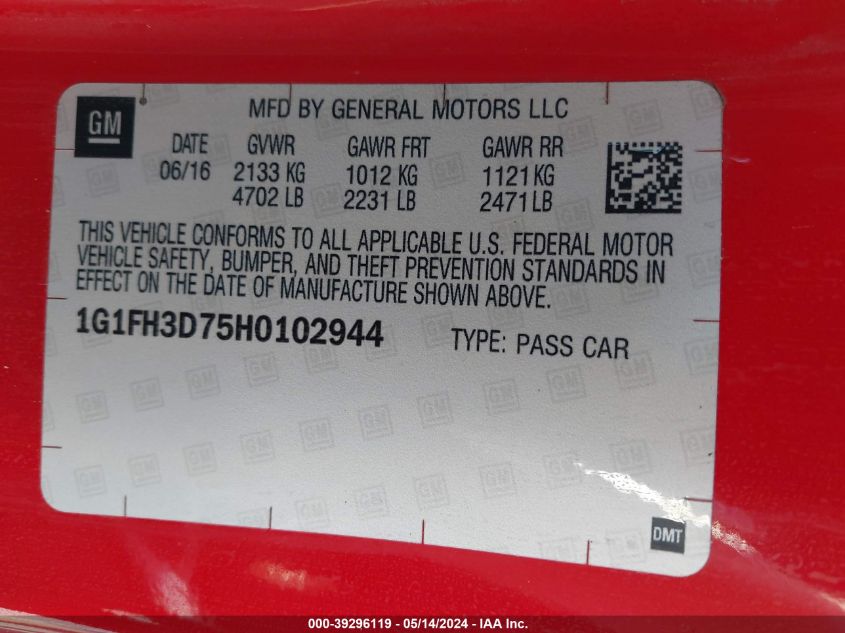 GM
MFD BY GENERAL MOTORS LLC
DATE GVWR GAWR FRT GAWR RR
06/16 2133 KG 1012 KG 1121 KG
4702 LB 2231 LB 2471 LB
THIS VEHICLE CONFORMS TO ALL APPLICABLE U.S. FEDERAL MOTOR
VEHICLE SAFETY, BUMPER, AND THEFT PREVENTION STANDARDS IN
EFFECT ON THE DATE OF MANUFACTURE SHOWN ABOVE.
1G1FH3D75H0102944 TYPE: PASS CAR
DMT
000-39296119 / 05/14/2024 - IAA Inc.